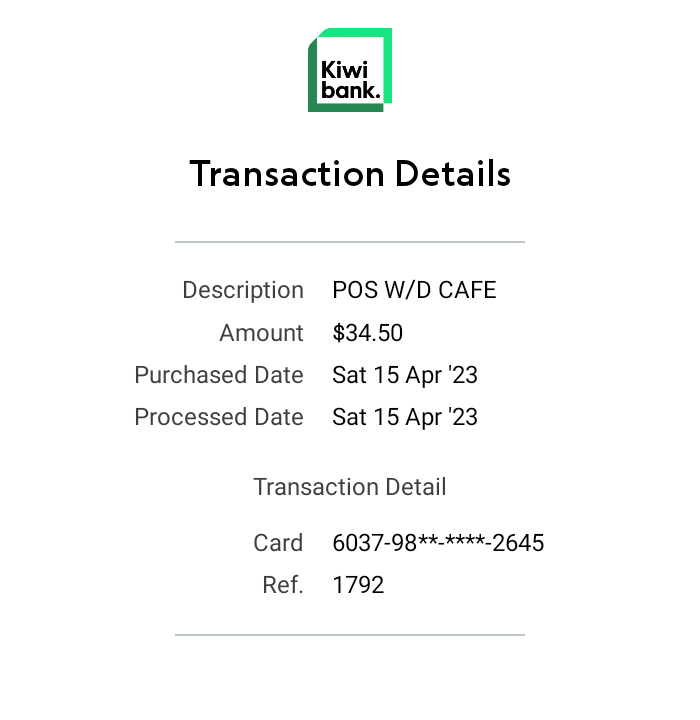 Kiwi
bank.
Transaction Details
Description POS W/D CAFE
Amount $34.50
Purchased Date Sat 15 Apr '23
Processed Date Sat 15 Apr '23
Transaction Detail
Card 6037-98**-****-2645
Ref. 1792